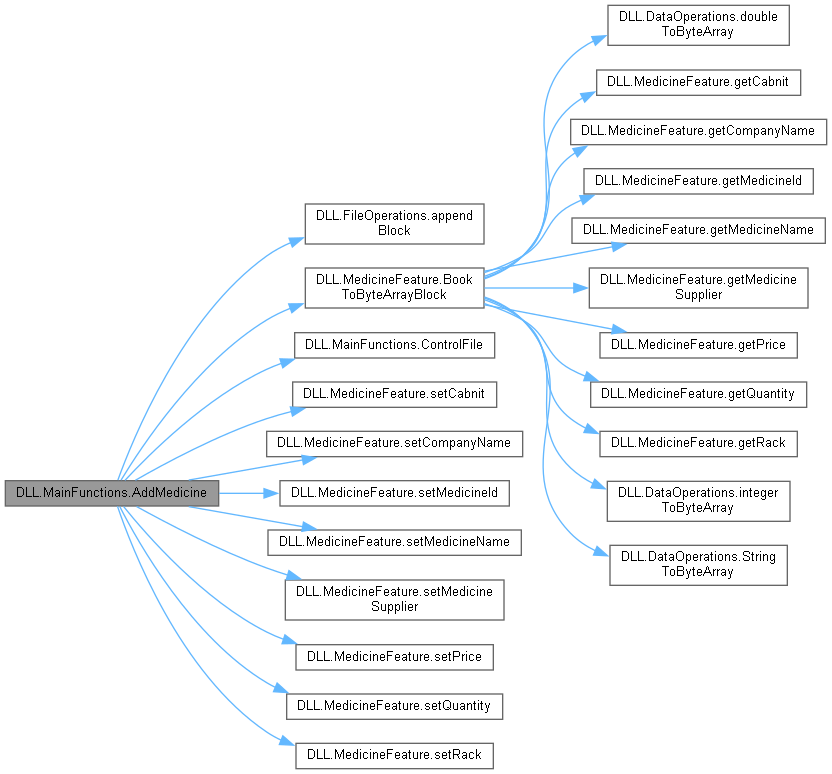 DLL.MainFunctions.AddMedicine
DLL.FileOperations.append
Block
DLL.MedicineFeature.Book
ToByteArrayBlock
DLL.MainFunctions.ControlFile
DLL.MedicineFeature.setCabnit
DLL.MedicineFeature.setCompanyName
DLL.MedicineFeature.setMedicineId
DLL.MedicineFeature.setMedicineName
DLL.MedicineFeature.setMedicine
Supplier
DLL.MedicineFeature.setPrice
DLL.MedicineFeature.setQuantity
DLL.MedicineFeature.setRack
DLL.DataOperations.double
ToByteArray
DLL.MedicineFeature.getCabnit
DLL.MedicineFeature.getCompanyName
DLL.MedicineFeature.getMedicineId
DLL.MedicineFeature.getMedicineName
DLL.MedicineFeature.getMedicine
Supplier
DLL.MedicineFeature.getPrice
DLL.MedicineFeature.getQuantity
DLL.MedicineFeature.getRack
DLL.DataOperations.integer
ToByteArray
DLL.DataOperations.String
ToByteArray